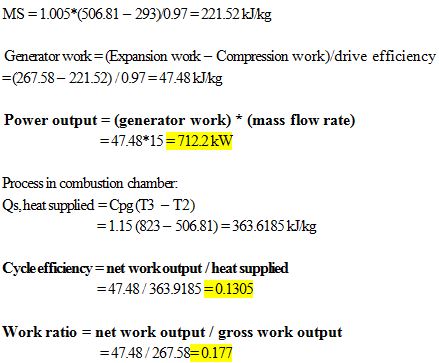 MS = 1.005*(506.81 – 293)/0.97 = 221.52 kJ/kg
Generator work = (Expansion work – Compression work)/drive efficiency
=(267.58 – 221.52) / 0.97 = 47.48 kJ/kg
Power output = (generator work) * (mass flow rate)
= 47.48*15 = 712.2 kW
Process in combustion chamber:
Qs, heat supplied = Cpg (T3 – T2)
= 1.15 (823 – 506.81) = 363.6185 kJ/kg
Cycle efficiency = net work output / heat supplied
= 47.48 / 363.9185 = 0.1305
Work ratio = net work output / gross work output
= 47.48 / 267.58= 0.177